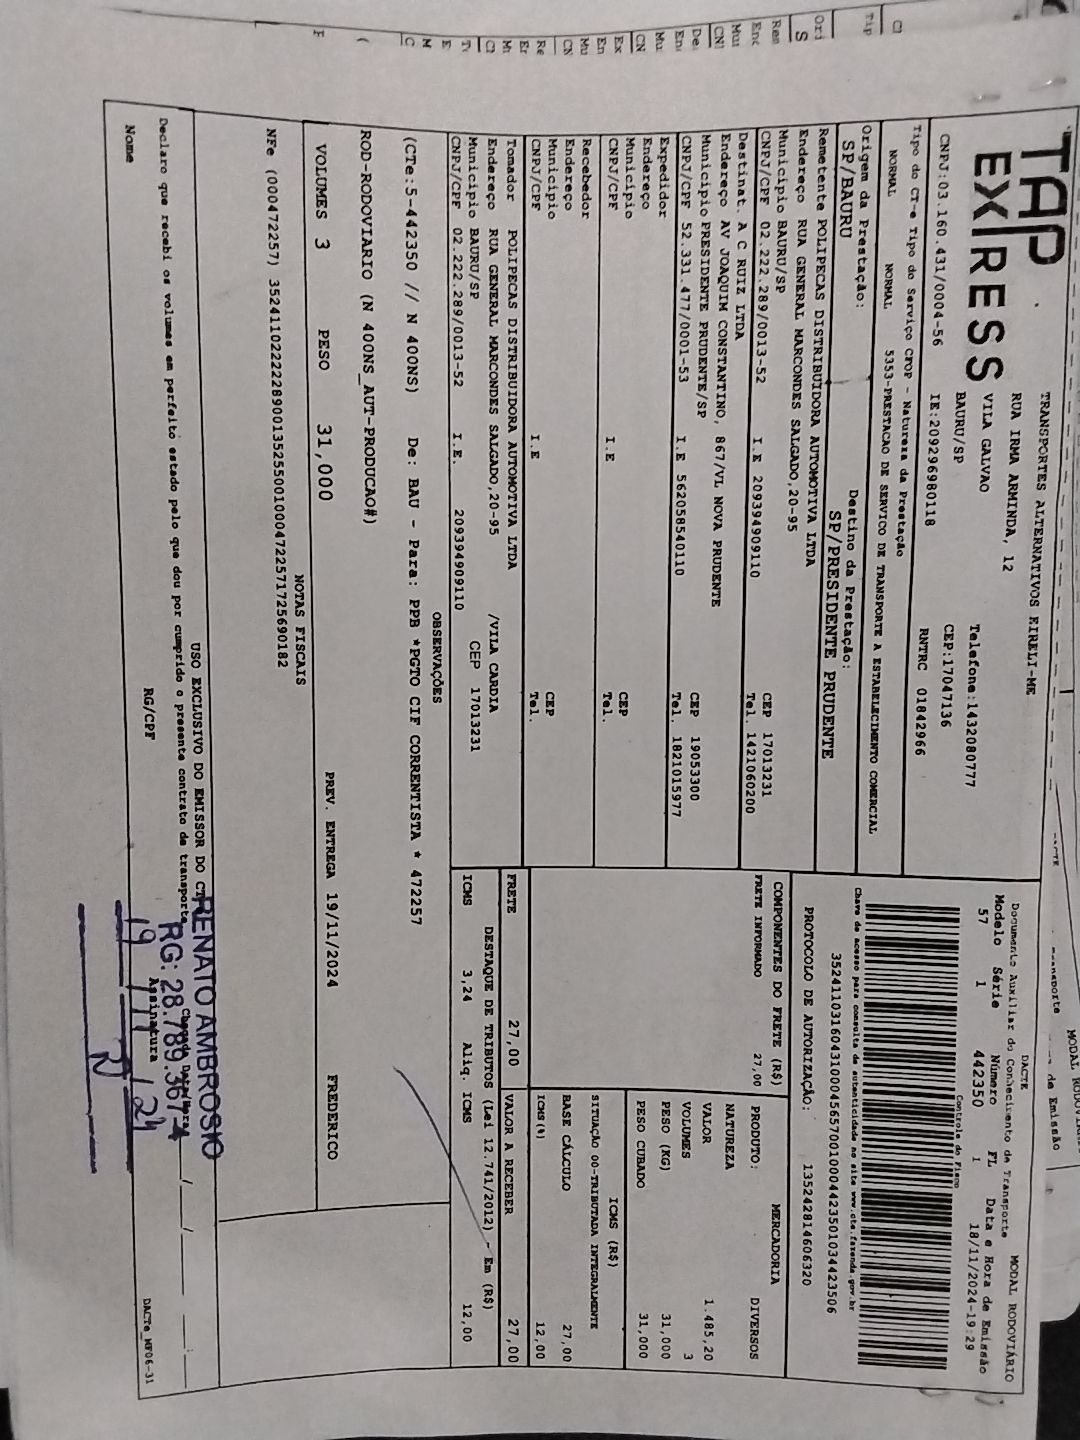 TAP
EXPRESS
TRANSPORTES ALTERNATIVOS EIRELI-ME
RUA IRMA ARMINDA, 12
VILA GALVAO Telefone:1432080777
BAURU/SP CEP:17047136
CNPJ:03.160.431/0004-56 IE:209296980118 RNTRC 01842966
Tipo do CT-e Tipo do Serviço CFOP - Natureza da Prestação
NORMAL NORMAL 5353-PRESTACAO DE SERVICO DE TRANSPORTE A ESTABELECIMENTO COMERCIAL
Origem da Prestação: Destino da Prestação:
SP/BAURU SP/PRESIDENTE PRUDENTE
Remetente POLIPECAS DISTRIBUIDORA AUTOMOTIVA LTDA
Endereço RUA GENERAL MARCONDES SALGADO,20-95
Município BAURU/SP CEP 17013231
CNPJ/CPF 02.222.289/0013-52 I.E 209394909110 Tel. 1421060200
Destinat. A C RUIZ LTDA
Endereço AV JOAQUIM CONSTANTINO, 867/VL NOVA PRUDENTE
Município PRESIDENTE PRUDENTE/SP CEP 19053300
CNPJ/CPF 52.331.477/0001-53 I.E 562058540110 Tel. 1821015977
Expedidor
Endereço
Município CEP
CNPJ/CPF I.E Tel.
Recebedor
Endereço
Município CEP
CNPJ/CPF I.E Tel.
Tomador POLIPECAS DISTRIBUIDORA AUTOMOTIVA LTDA
Endereço RUA GENERAL MARCONDES SALGADO,20-95 /VILA CARDIA
Município BAURU/SP CEP 17013231
CNPJ/CPF 02.222.289/0013-52 I.E. 209394909110
DACTE MODAL RODOVIÁRIO
Documento Auxiliar do Conhecimento de Transporte
Modelo Série Número FL Data e Hora de Emissão
57 1 442350 1 18/11/2024-19:29
Controle do Fisco
Chave de acesso para consulta de autenticidade no site www.cte.fazenda.gov.br
35241103160431000456570010004423501034423506
PROTOCOLO DE AUTORIZAÇÃO: 135242814606320
COMPONENTES DO FRETE (R$)
FRETE INFORMADO 27,00
MERCADORIA
PRODUTO: DIVERSOS
NATUREZA
VALOR 1.485,20
VOLUMES 3
PESO (KG) 31,000
PESO CUBADO 31,000
ICMS (R$)
SITUAÇÃO 00-TRIBUTADA INTEGRALMENTE
BASE CÁLCULO 27,00
ICMS(%) 12,00
FRETE 27,00 VALOR A RECEBER 27,00
DESTAQUE DE TRIBUTOS (Lei 12.741/2012) - Em (R$)
ICMS 3,24 Aliq. ICMS 12,00
OBSERVAÇÕES
(CTe:5-442350 // N 400NS) De: BAU - Para: PPB *PGTO CIF CORRENTISTA * 472257
ROD-RODOVIARIO (N 400NS_AUT-PRODUCAO#)
VOLUMES 3 PESO 31,000 PREV. ENTREGA 19/11/2024 FREDERICO
NOTAS FISCAIS
NFe (000472257) 35241102222289001352550010004722571725690182
USO EXCLUSIVO DO EMISSOR DO CT
Declaro que recebi os volumes em perfeito estado pelo que dou por cumprido o presente contrato de transporte
Nome RG/CPF Assinatura
RENATO AMBROSIO
RG: 28.789.367-4
19 / 11 / 24
DACTe_MF06-31